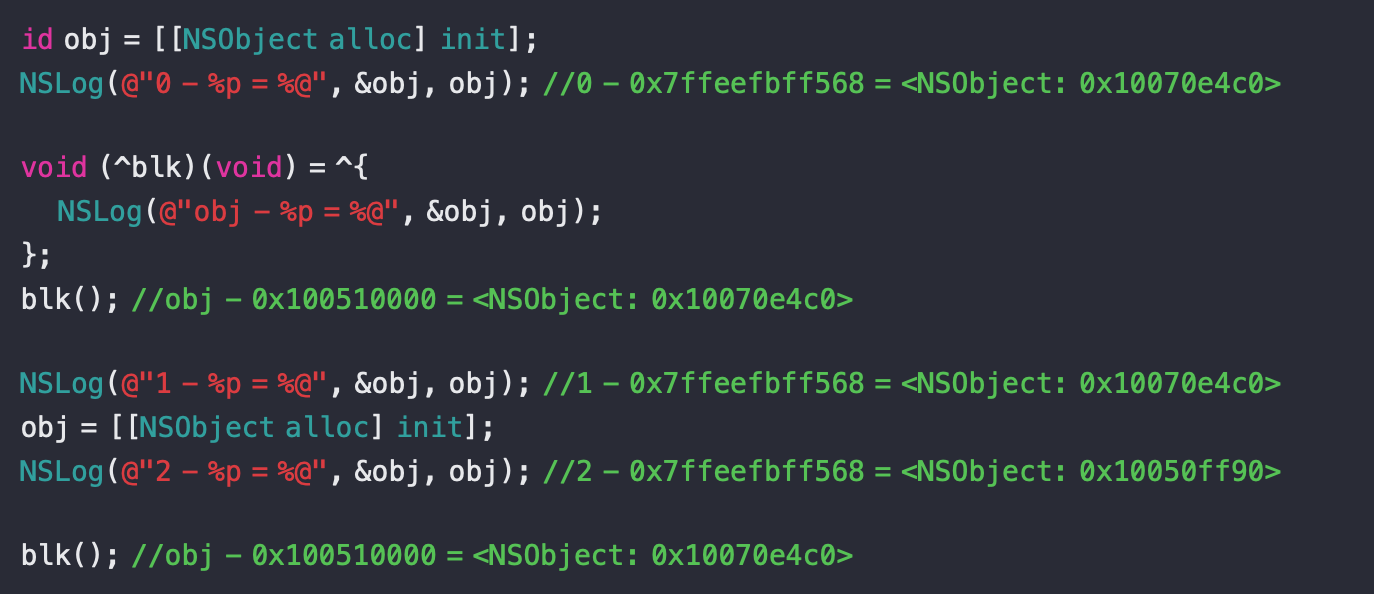 id obj = [[NSObject alloc] init];
NSLog(@"0 - %p = %@", &obj, obj); //0 - 0x7ffeefbff568 = <NSObject: 0x10070e4c0>
void (^blk)(void) = ^{
NSLog(@"obj - %p = %@", &obj, obj);
};
blk(); //obj - 0x100510000 = <NSObject: 0x10070e4c0>
NSLog(@"1 - %p = %@", &obj, obj); //1 - 0x7ffeefbff568 = <NSObject: 0x10070e4c0>
obj = [[NSObject alloc] init];
NSLog(@"2 - %p = %@", &obj, obj); //2 - 0x7ffeefbff568 = <NSObject: 0x10050ff90>
blk(); //obj - 0x100510000 = <NSObject: 0x10070e4c0>